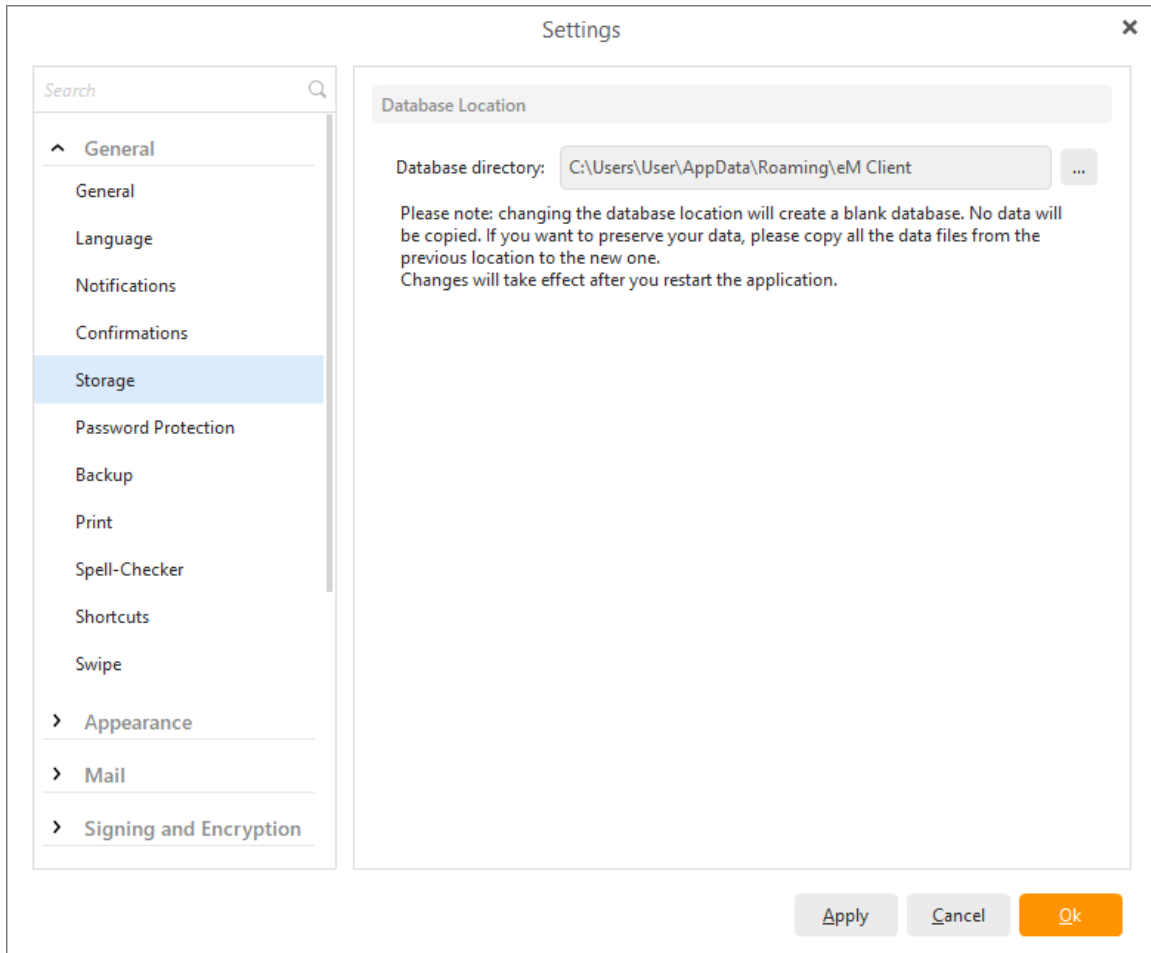 Settings
Search
General
General
Language
Notifications
Confirmations
Storage
Password Protection
Backup
Print
Spell-Checker
Shortcuts
Swipe
Appearance
Mail
Signing and Encryption
Database Location
Database directory: C:\Users\User\AppData\Roaming\eM Client ...
Please note: changing the database location will create a blank database. No data will
be copied. If you want to preserve your data, please copy all the data files from the
previous location to the new one.
Changes will take effect after you restart the application.
Apply Cancel Ok